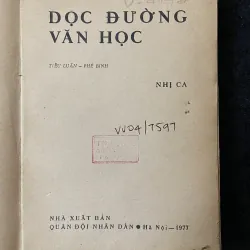 DỌC ĐƯỜNG
VĂN HỌC
TIỂU LUẬN – PHÊ BÌNH
NHỊ CA
VV04/T597
NHÀ XUẤT BẢN
QUÂN ĐỘI NHÂN DÂN ● Hà Nội — 1977